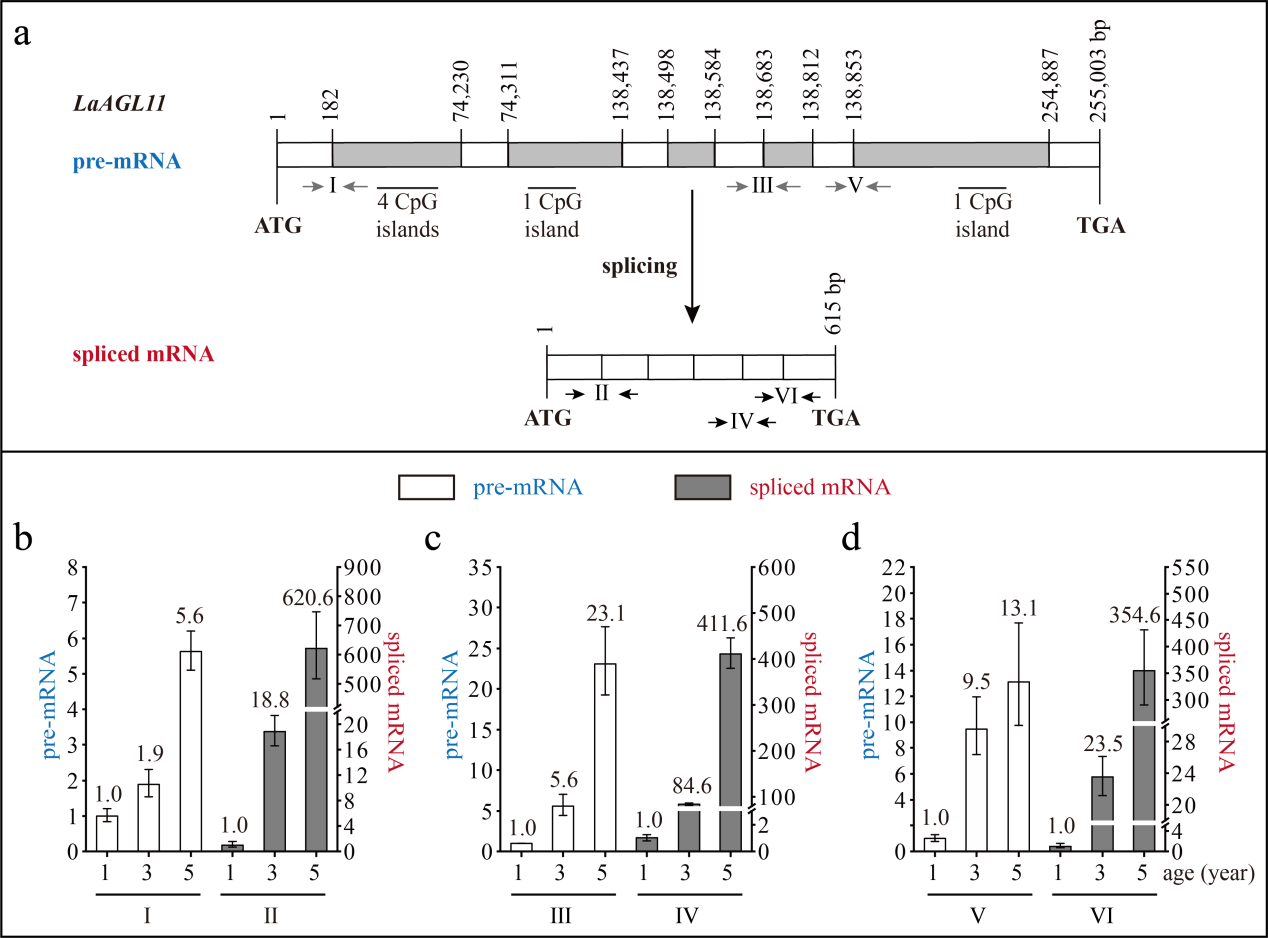 a
LaAGL11
1
182
74,230
74,311
138,437
138,498
138,584
138,683
138,812
138,853
254,887
255,003 bp
pre-mRNA
I
III
V
4 CpG
islands
1 CpG
island
1 CpG
island
ATG
TGA
splicing
1
615 bp
spliced mRNA
II
VI
IV
ATG
TGA
pre-mRNA
spliced mRNA
b
pre-mRNA
8
7
6
5
4
3
2
1
0
1.0
1.9
5.6
1.0
18.8
620.6
900
800
700
600
500
20
16
12
8
4
0
spliced mRNA
1 3 5 1 3 5
I II
c
pre-mRNA
35
30
25
20
15
10
5
0
1.0
5.6
23.1
1.0
84.6
411.6
600
500
400
300
200
100
2
0
spliced mRNA
1 3 5 1 3 5
III IV
d
pre-mRNA
22
20
18
16
14
12
10
8
6
4
0
1.0
9.5
13.1
1.0
23.5
354.6
550
500
450
400
350
300
28
24
20
4
0
spliced mRNA
1 3 5 1 3 5 age (year)
V VI